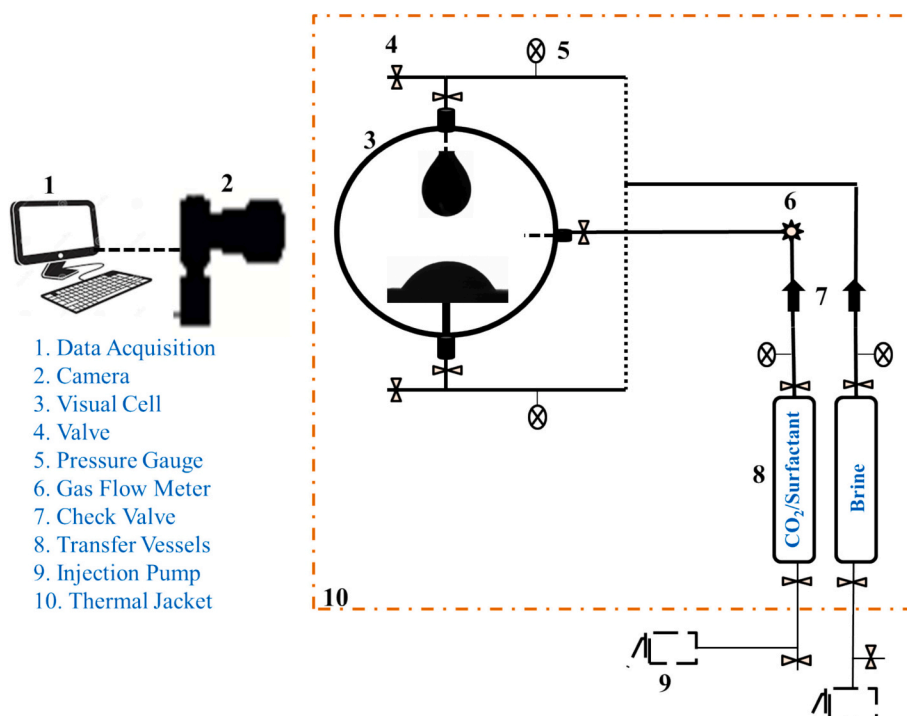 4
5
3
1
2
6
7
1. Data Acquisition
2. Camera
3. Visual Cell
4. Valve
5. Pressure Gauge
6. Gas Flow Meter
7. Check Valve
8. Transfer Vessels
9. Injection Pump
10. Thermal Jacket
8
CO₂/Surfactant
Brine
10
9